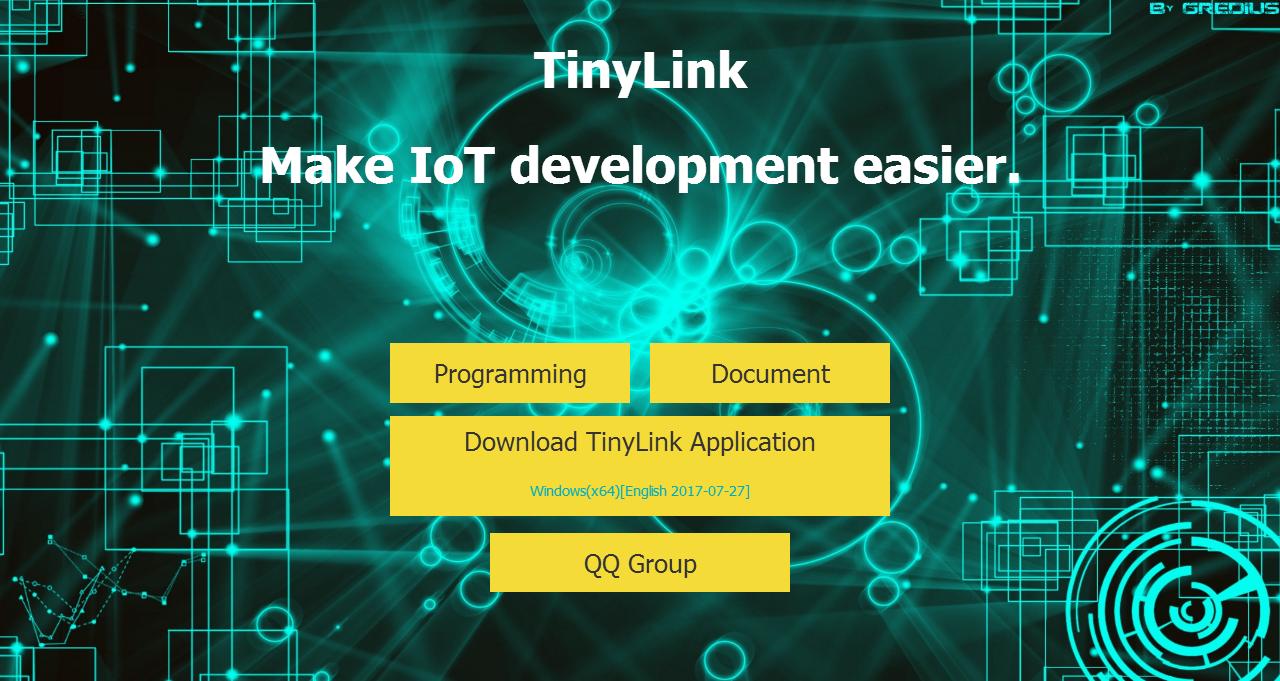 By GREDIUS
TinyLink
Make IoT development easier.
Programming
Document
Download TinyLink Application
Windows(x64)[English 2017-07-27]
QQ Group